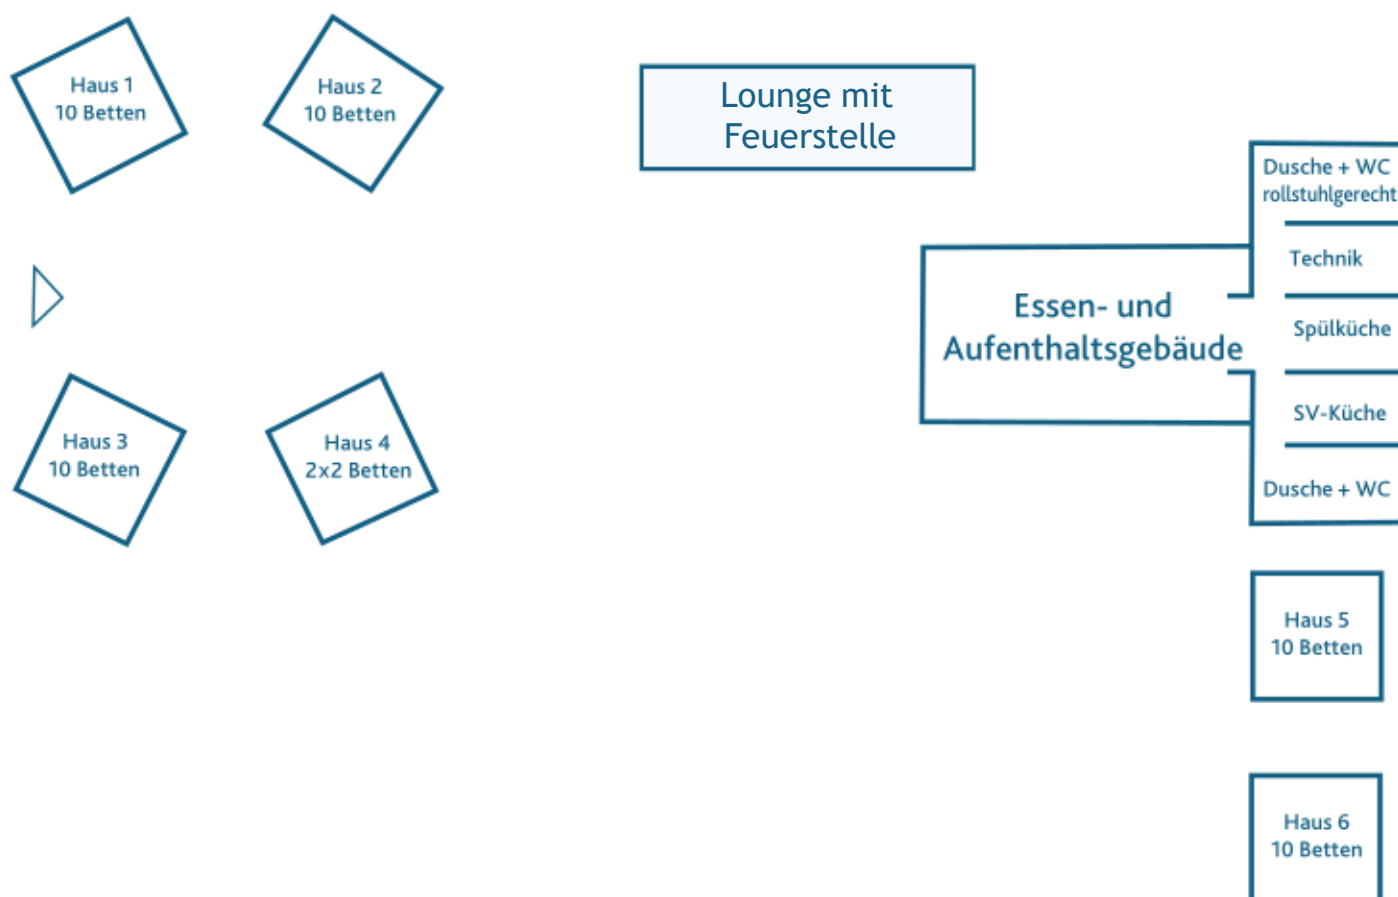 Haus 1
10 Betten
Haus 2
10 Betten
Lounge mit
Feuerstelle
Dusche + WC
rollstuhlgerecht
Technik
Essen- und
Aufenthaltsgebäude
Spülküche
SV-Küche
Dusche + WC
Haus 3
10 Betten
Haus 4
2x2 Betten
Haus 5
10 Betten
Haus 6
10 Betten